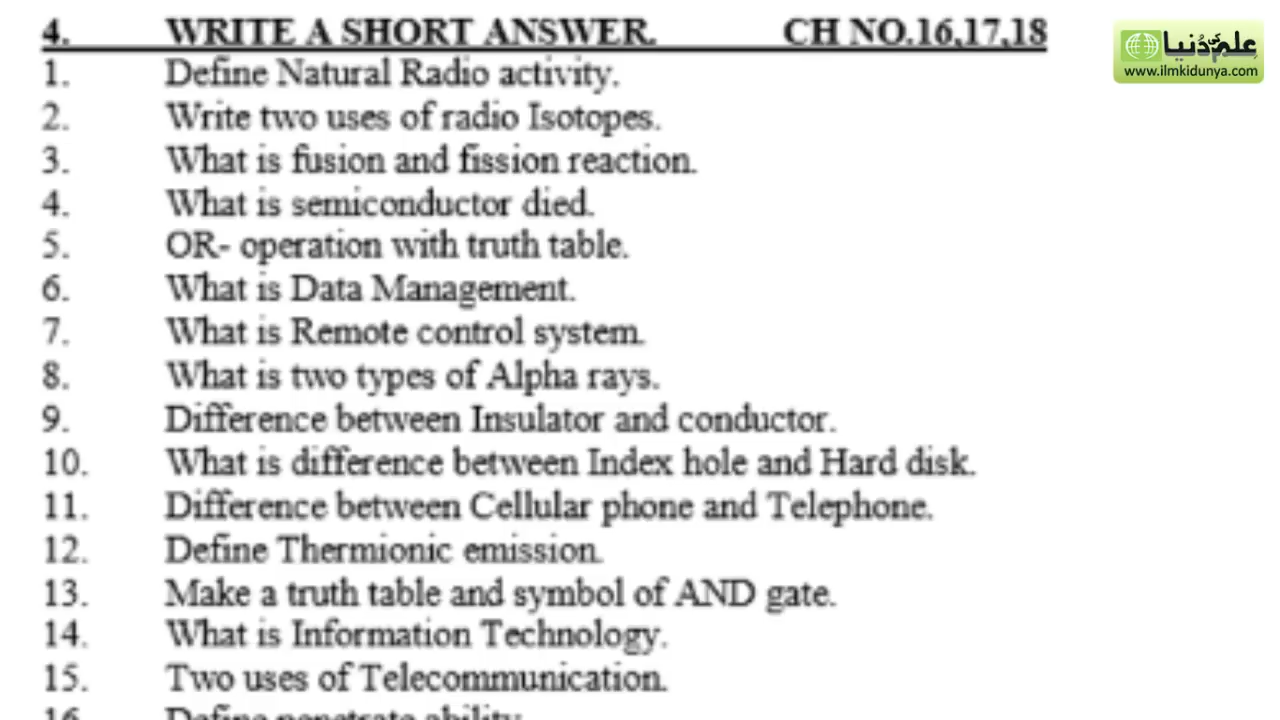 4. WRITE A SHORT ANSWER. CH NO.16,17,18
علم کی دُنیا
www.ilmkidunya.com
1. Define Natural Radio activity.
2. Write two uses of radio Isotopes.
3. What is fusion and fission reaction.
4. What is semiconductor died.
5. OR- operation with truth table.
6. What is Data Management.
7. What is Remote control system.
8. What is two types of Alpha rays.
9. Difference between Insulator and conductor.
10. What is difference between Index hole and Hard disk.
11. Difference between Cellular phone and Telephone.
12. Define Thermionic emission.
13. Make a truth table and symbol of AND gate.
14. What is Information Technology.
15. Two uses of Telecommunication.
16. Define penetrate ability.